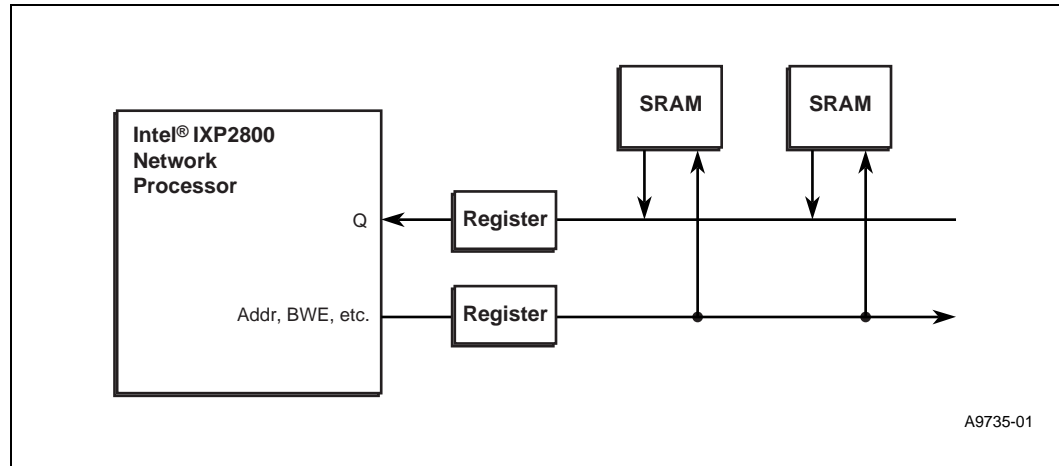 SRAM
SRAM
Intel® IXP2800
Network
Processor
Q
Register
Addr, BWE, etc.
Register
A9735-01